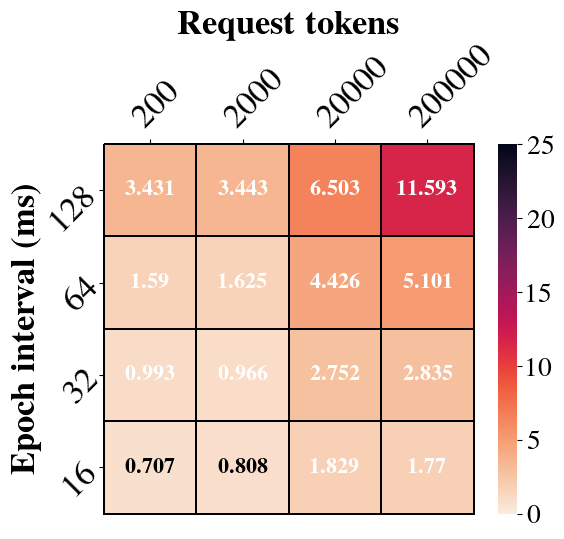 Request tokens
200 2000 20000 200000
Epoch interval (ms)
128 3.431 3.443 6.503 11.593
64 1.59 1.625 4.426 5.101
32 0.993 0.966 2.752 2.835
16 0.707 0.808 1.829 1.77
25
20
15
10
5
0